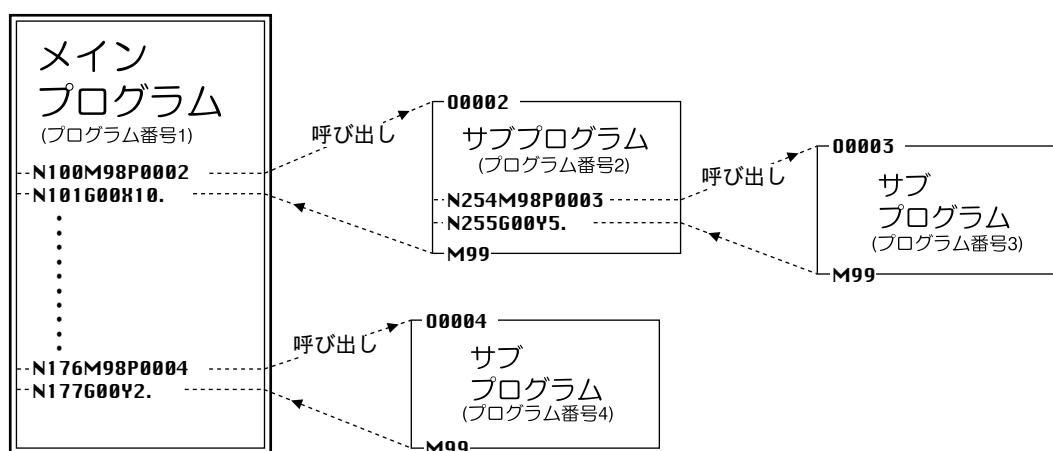 メイン
プログラム
(プログラム番号1)
N100M98P0002
N101G00X10.
N176M98P0004
N177G00Y2.
呼び出し
O0002
サブプログラム
(プログラム番号2)
N254M98P0003
N255G00Y5.
M99
呼び出し
O0003
サブ
プログラム
(プログラム番号3)
M99
呼び出し
O0004
サブ
プログラム
(プログラム番号4)
M99